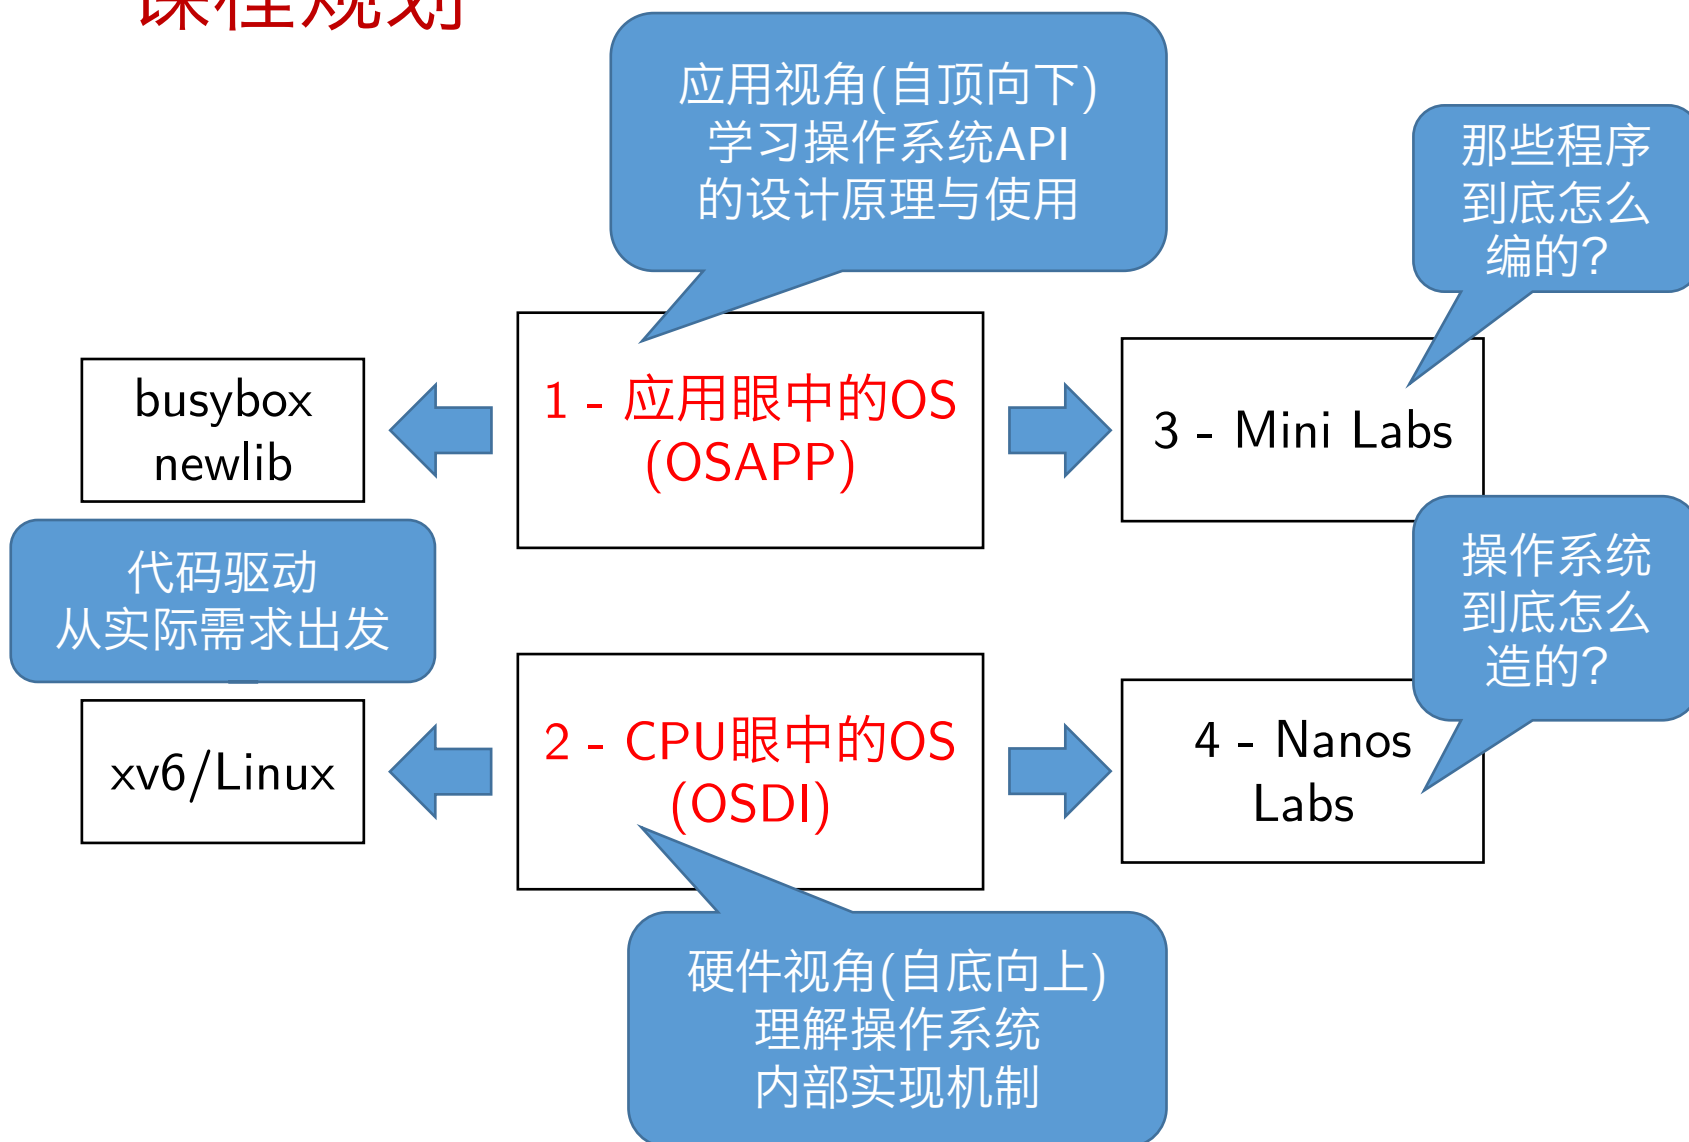 课程规划
应用视角(自顶向下)
学习操作系统API
的设计原理与使用
那些程序
到底怎么
编的?
busybox
newlib
1 - 应用眼中的OS
(OSAPP)
3 - Mini Labs
代码驱动
从实际需求出发
操作系统
到底怎么
造的?
xv6/Linux
2 - CPU眼中的OS
(OSDI)
4 - Nanos
Labs
硬件视角(自底向上)
理解操作系统
内部实现机制